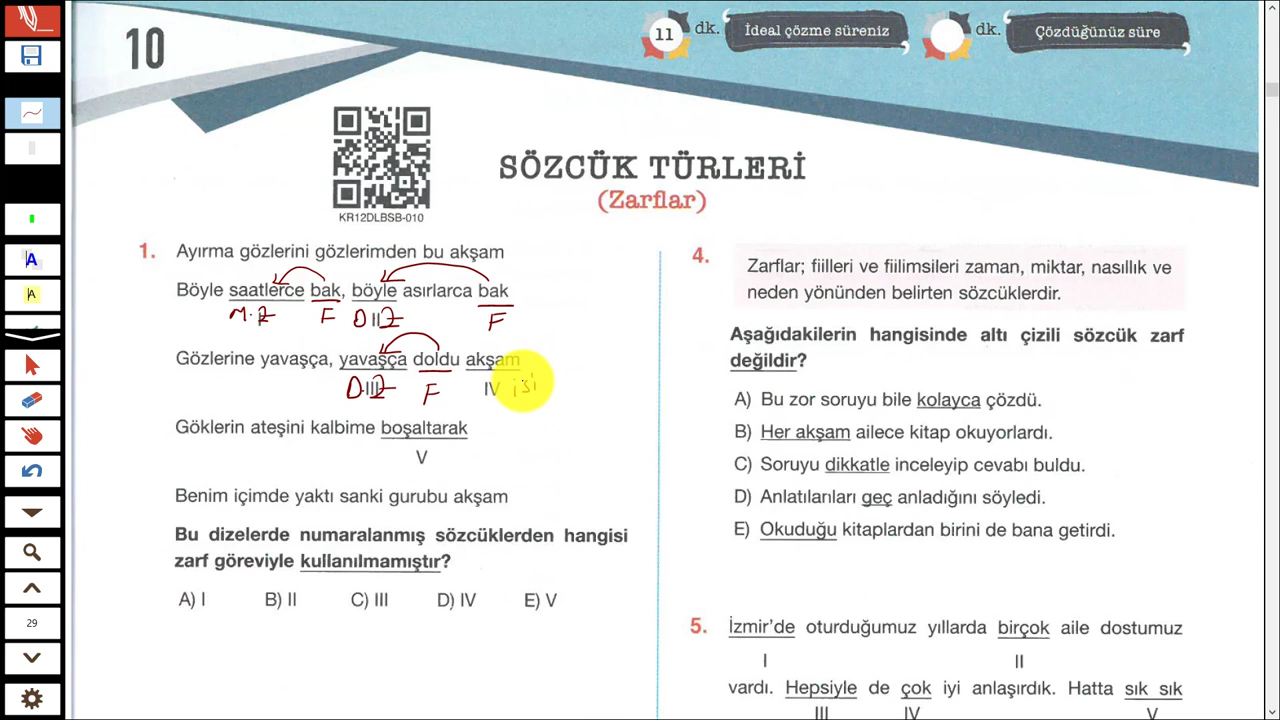 10
11 dk. İdeal çözme süreniz
dk. Çözdüğünüz süre
KR12DLBSB-010
SÖZCÜK TÜRLERİ
(Zarflar)
1. Ayırma gözlerini gözlerimden bu akşam
Böyle saatlerce bak, böyle asırlarca bak
M.Z F D II Z F
Gözlerine yavaşça, yavaşça doldu akşam
D.Z III F IV isi
Göklerin ateşini kalbime boşaltarak
V
Benim içimde yaktı sanki gurubu akşam
Bu dizelerde numaralanmış sözcüklerden hangisi
zarf göreviyle kullanılmamıştır?
A) I B) II C) III D) IV E) V
4. Zarflar; fiilleri ve fiilimsileri zaman, miktar, nasıllık ve
neden yönünden belirten sözcüklerdir.
Aşağıdakilerin hangisinde altı çizili sözcük zarf
değildir?
A) Bu zor soruyu bile kolayca çözdü.
B) Her akşam ailece kitap okuyorlardı.
C) Soruyu dikkatle inceleyip cevabı buldu.
D) Anlatılanları geç anladığını söyledi.
E) Okuduğu kitaplardan birini de bana getirdi.
5. İzmir'de oturduğumuz yıllarda birçok aile dostumuz
I II
vardı. Hepsiyle de çok iyi anlaşırdık. Hatta sık sık
III IV V
A
A
29